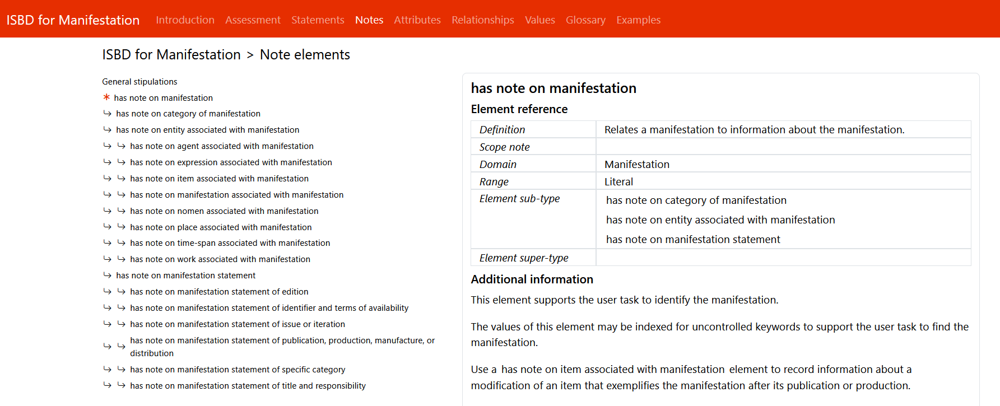 ISBD for Manifestation Introduction Assessment Statements Notes Attributes Relationships Values Glossary Examples
ISBD for Manifestation > Note elements
General stipulations
* has note on manifestation
↪ has note on category of manifestation
↪ has note on entity associated with manifestation
↪ ↪ has note on agent associated with manifestation
↪ ↪ has note on expression associated with manifestation
↪ ↪ has note on item associated with manifestation
↪ ↪ has note on manifestation associated with manifestation
↪ ↪ has note on nomen associated with manifestation
↪ ↪ has note on place associated with manifestation
↪ ↪ has note on time-span associated with manifestation
↪ ↪ has note on work associated with manifestation
↪ has note on manifestation statement
↪ ↪ has note on manifestation statement of edition
↪ ↪ has note on manifestation statement of identifier and terms of availability
↪ ↪ has note on manifestation statement of issue or iteration
↪ ↪ has note on manifestation statement of publication, production, manufacture, or
distribution
↪ ↪ has note on manifestation statement of specific category
↪ ↪ has note on manifestation statement of title and responsibility
has note on manifestation
Element reference
Definition Relates a manifestation to information about the manifestation.
Scope note
Domain Manifestation
Range Literal
Element sub-type has note on category of manifestation
has note on entity associated with manifestation
has note on manifestation statement
Element super-type
Additional information
This element supports the user task to identify the manifestation.
The values of this element may be indexed for uncontrolled keywords to support the user task to find the
manifestation.
Use a has note on item associated with manifestation element to record information about a
modification of an item that exemplifies the manifestation after its publication or production.